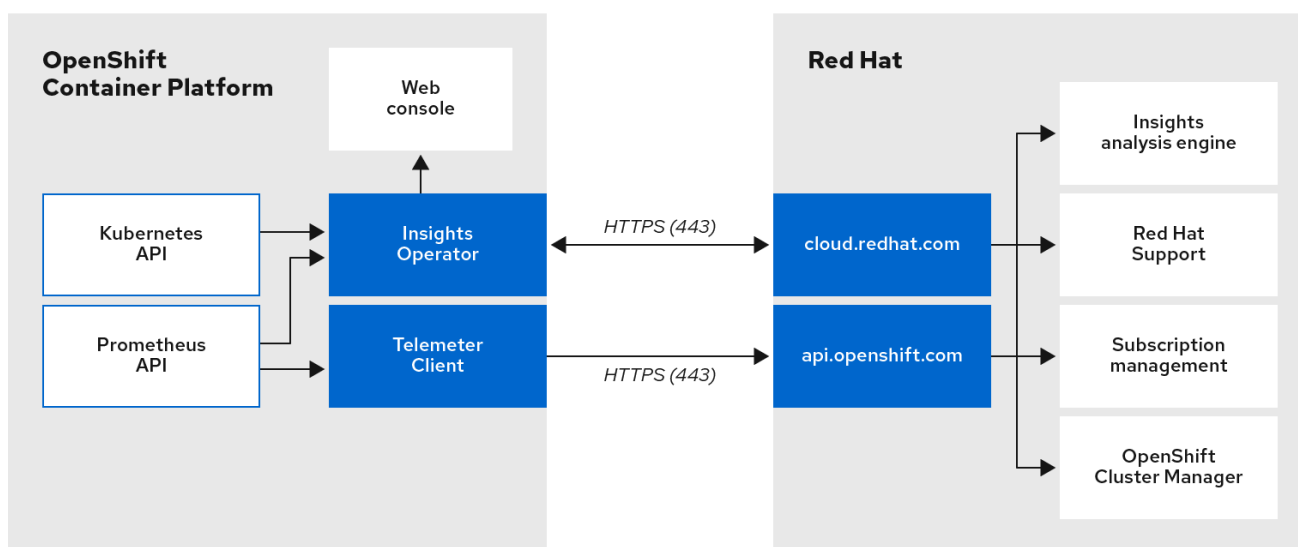 OpenShift
Container Platform
Web
console
Kubernetes
API
Insights
Operator
Prometheus
API
Telemeter
Client
HTTPS (443)
HTTPS (443)
Red Hat
cloud.redhat.com
api.openshift.com
Insights
analysis engine
Red Hat
Support
Subscription
management
OpenShift
Cluster Manager